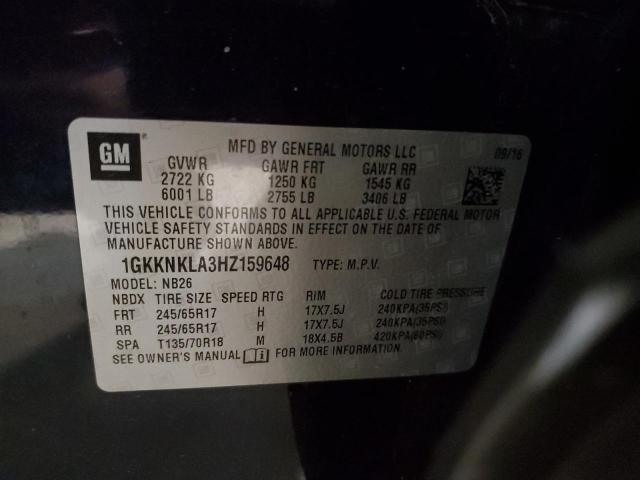 GM
MFD BY GENERAL MOTORS LLC 09/16
GVWR GAWR FRT GAWR RR
2722 KG 1250 KG 1545 KG
6001 LB 2755 LB 3406 LB
THIS VEHICLE CONFORMS TO ALL APPLICABLE U.S. FEDERAL MOTOR
VEHICLE SAFETY STANDARDS IN EFFECT ON THE DATE OF
MANUFACTURE SHOWN ABOVE.
1GKKNKLA3HZ159648 TYPE: M.P.V.
MODEL: NB26
NBDX TIRE SIZE SPEED RTG RIM COLD TIRE PRESSURE
FRT 245/65R17 H 17X7.5J 240KPA(35PSI)
RR 245/65R17 H 17X7.5J 240KPA(35PSI)
SPA T135/70R18 M 18X4.5B 420KPA(60PSI)
SEE OWNER'S MANUAL FOR MORE INFORMATION.